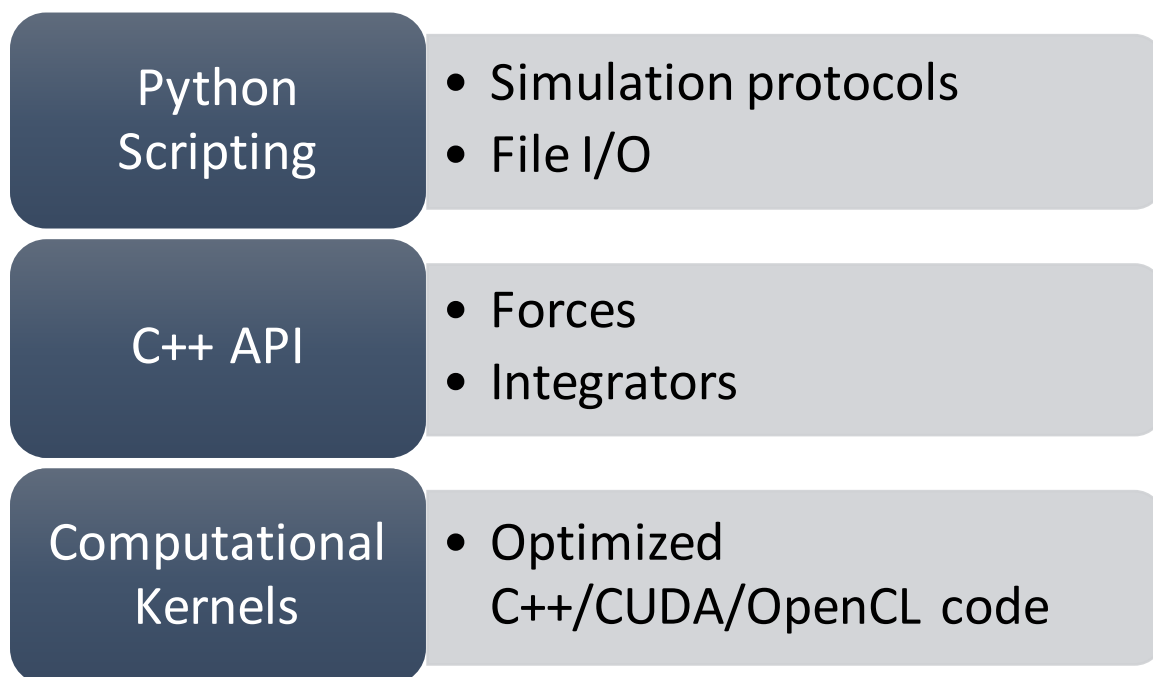 Python
Scripting
• Simulation protocols
• File I/O
C++ API
• Forces
• Integrators
Computational
Kernels
• Optimized
C++/CUDA/OpenCL code